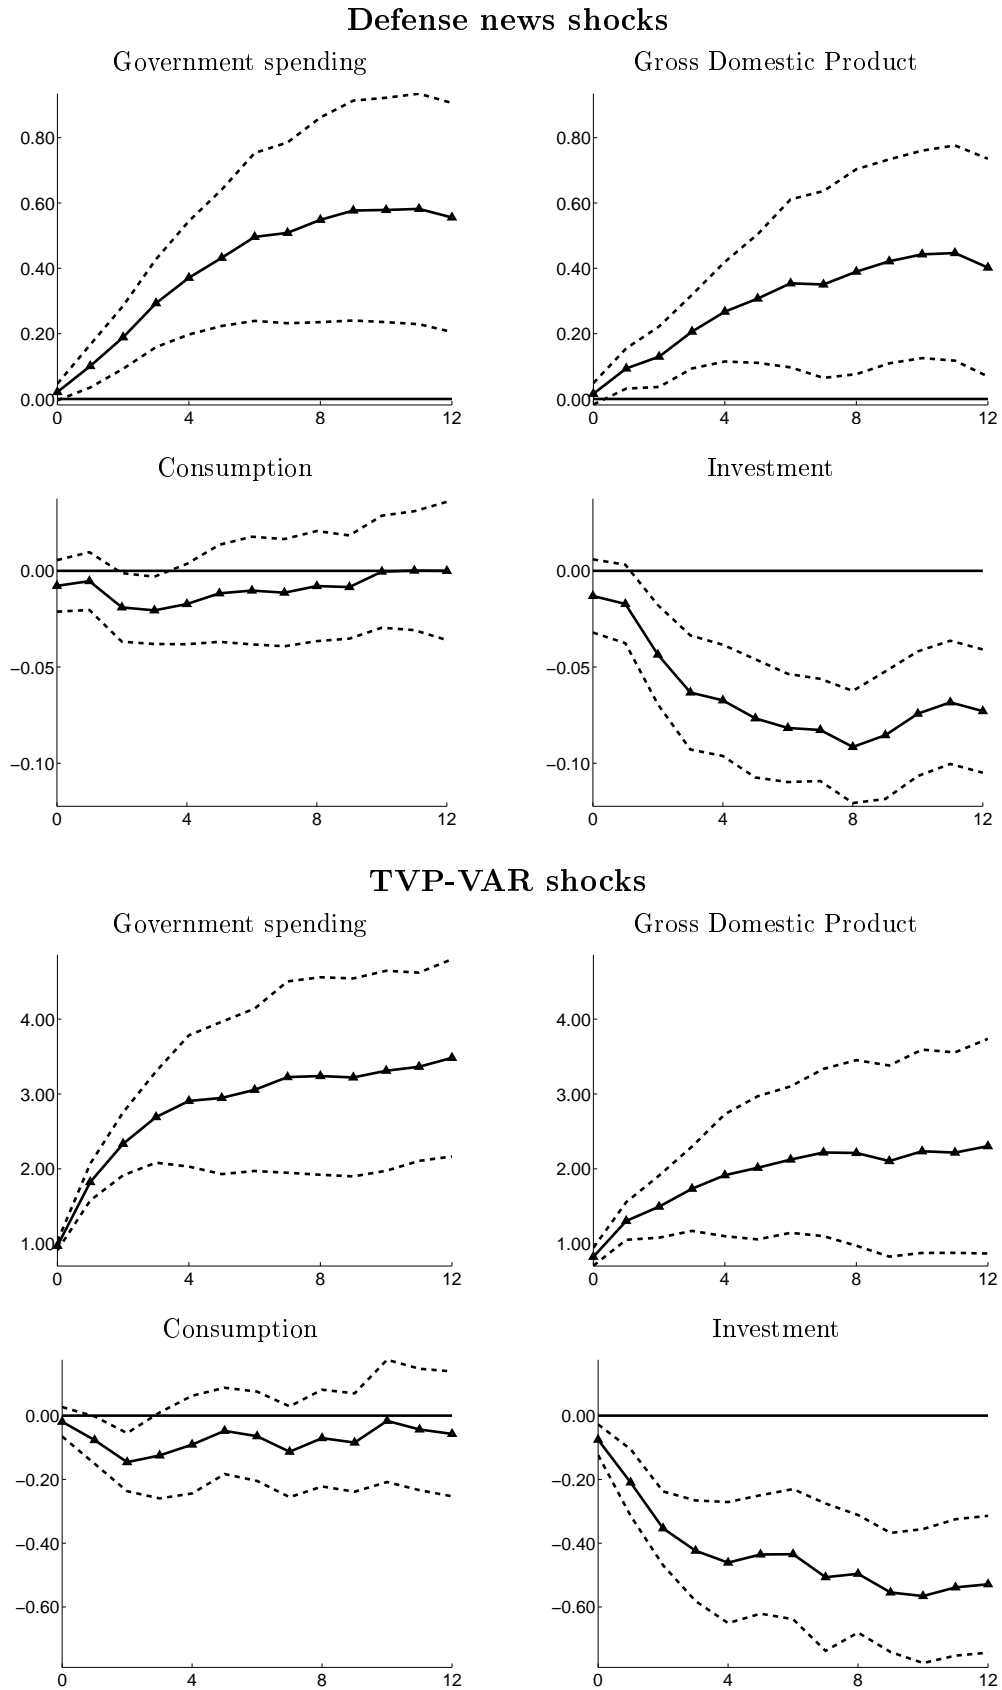 Defense news shocks
Government spending
Gross Domestic Product
0.80
0.60
0.40
0.20
0.00
0 4 8 12
0.80
0.60
0.40
0.20
0.00
0 4 8 12
Consumption
Investment
0.00
−0.05
−0.10
0 4 8 12
0.00
−0.05
−0.10
0 4 8 12
TVP-VAR shocks
Government spending
Gross Domestic Product
4.00
3.00
2.00
1.00
0 4 8 12
4.00
3.00
2.00
1.00
0 4 8 12
Consumption
Investment
0.00
−0.20
−0.40
−0.60
0 4 8 12
0.00
−0.20
−0.40
−0.60
0 4 8 12